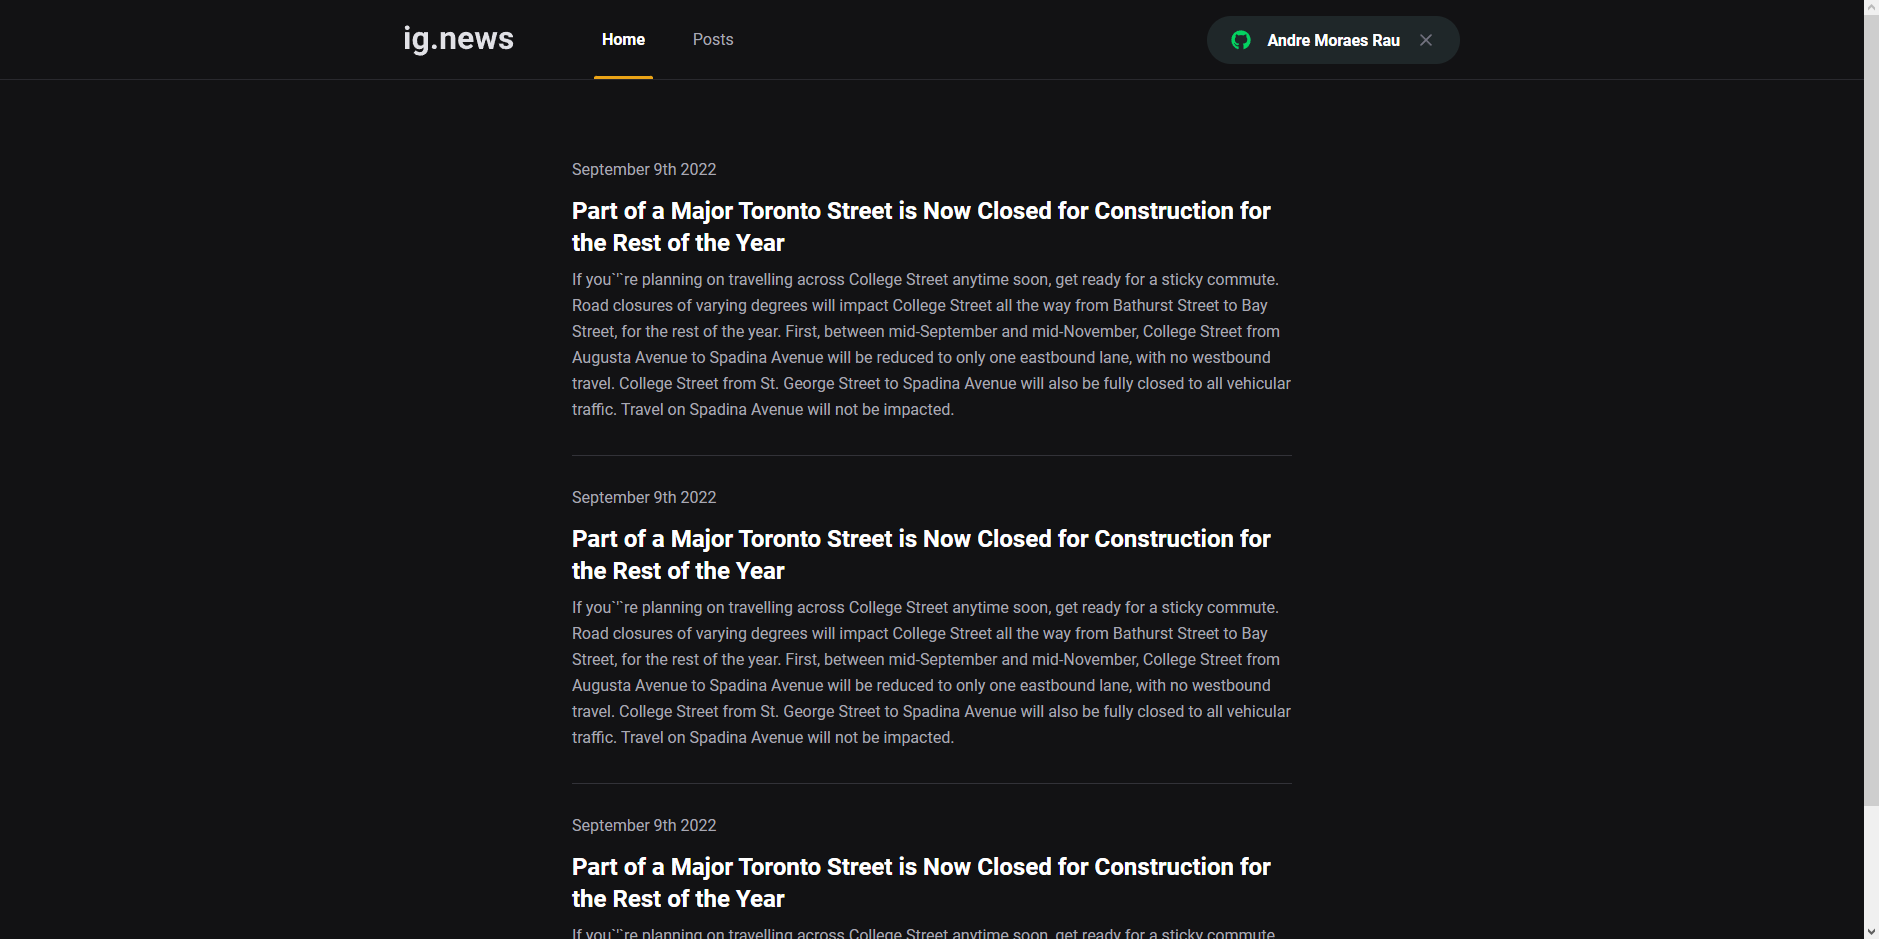 ig.news
Home
Posts
Andre Moraes Rau
September 9th 2022
Part of a Major Toronto Street is Now Closed for Construction for
the Rest of the Year
If you`'`re planning on travelling across College Street anytime soon, get ready for a sticky commute.
Road closures of varying degrees will impact College Street all the way from Bathurst Street to Bay
Street, for the rest of the year. First, between mid-September and mid-November, College Street from
Augusta Avenue to Spadina Avenue will be reduced to only one eastbound lane, with no westbound
travel. College Street from St. George Street to Spadina Avenue will also be fully closed to all vehicular
traffic. Travel on Spadina Avenue will not be impacted.
September 9th 2022
Part of a Major Toronto Street is Now Closed for Construction for
the Rest of the Year
If you`'`re planning on travelling across College Street anytime soon, get ready for a sticky commute.
Road closures of varying degrees will impact College Street all the way from Bathurst Street to Bay
Street, for the rest of the year. First, between mid-September and mid-November, College Street from
Augusta Avenue to Spadina Avenue will be reduced to only one eastbound lane, with no westbound
travel. College Street from St. George Street to Spadina Avenue will also be fully closed to all vehicular
traffic. Travel on Spadina Avenue will not be impacted.
September 9th 2022
Part of a Major Toronto Street is Now Closed for Construction for
the Rest of the Year
If you`'`re planning on travelling across College Street anytime soon, get ready for a sticky commute.